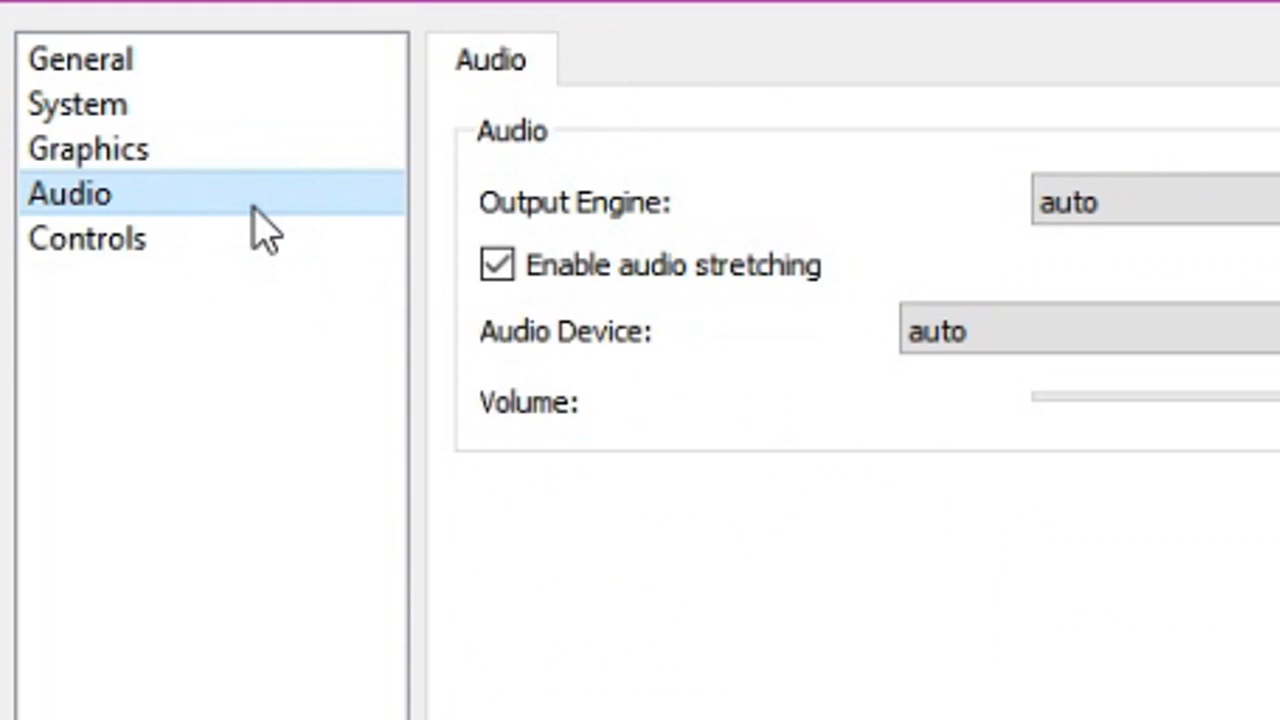 General
System
Graphics
Audio
Controls
Audio
Audio
Output Engine:
auto
Enable audio stretching
Audio Device:
auto
Volume: